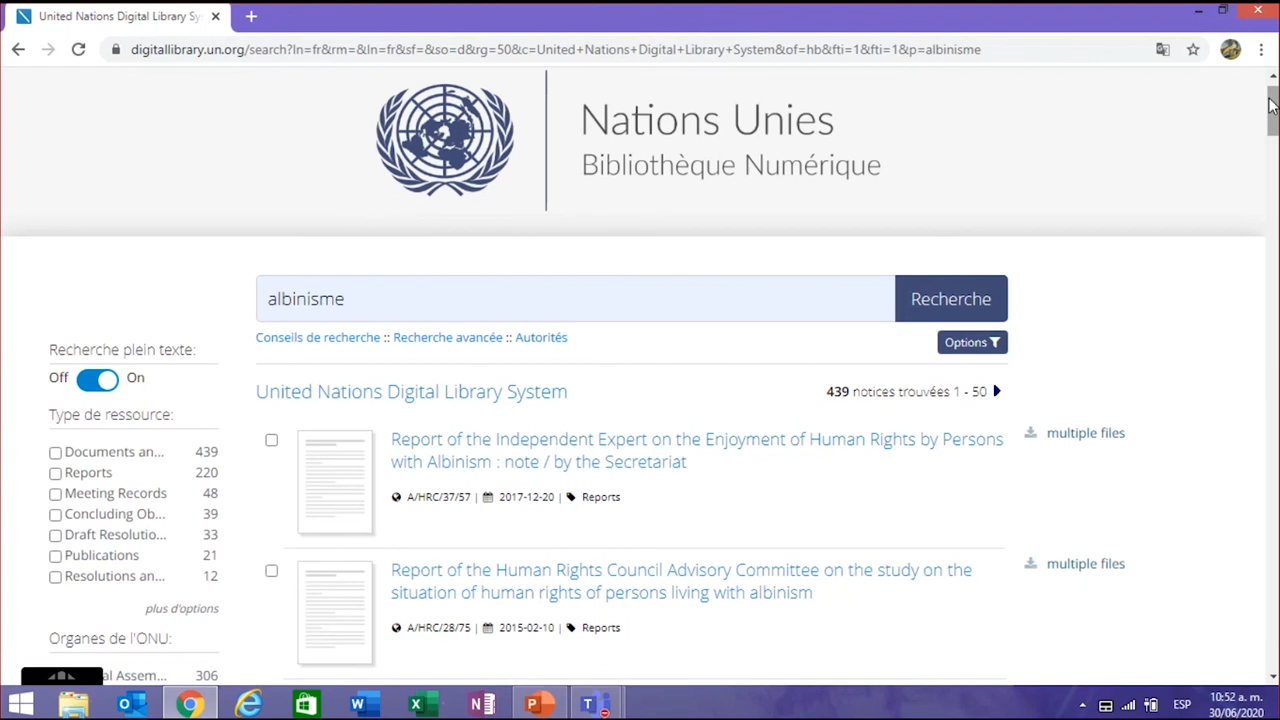 United Nations Digital Library Sy
digitallibrary.un.org/search?ln=fr&rm=&ln=fr&sf=&so=d&rg=50&c=United+Nations+Digital+Library+System&of=hb&fti=1&fti=1&p=albinisme
Nations Unies
Bibliothèque Numérique
albinisme
Recherche
Conseils de recherche :: Recherche avancée :: Autorités
Options
Recherche plein texte:
Off On
Type de ressource:
Documents an... 439
Reports 220
Meeting Records 48
Concluding Ob... 39
Draft Resolutio... 33
Publications 21
Resolutions an... 12
plus d'options
Organes de l'ONU:
al Assem... 306
United Nations Digital Library System
439 notices trouvées 1 - 50
Report of the Independent Expert on the Enjoyment of Human Rights by Persons
with Albinism : note / by the Secretariat
A/HRC/37/57 | 2017-12-20 | Reports
multiple files
Report of the Human Rights Council Advisory Committee on the study on the
situation of human rights of persons living with albinism
A/HRC/28/75 | 2015-02-10 | Reports
multiple files
ESP
10:52 a. m.
30/06/2020